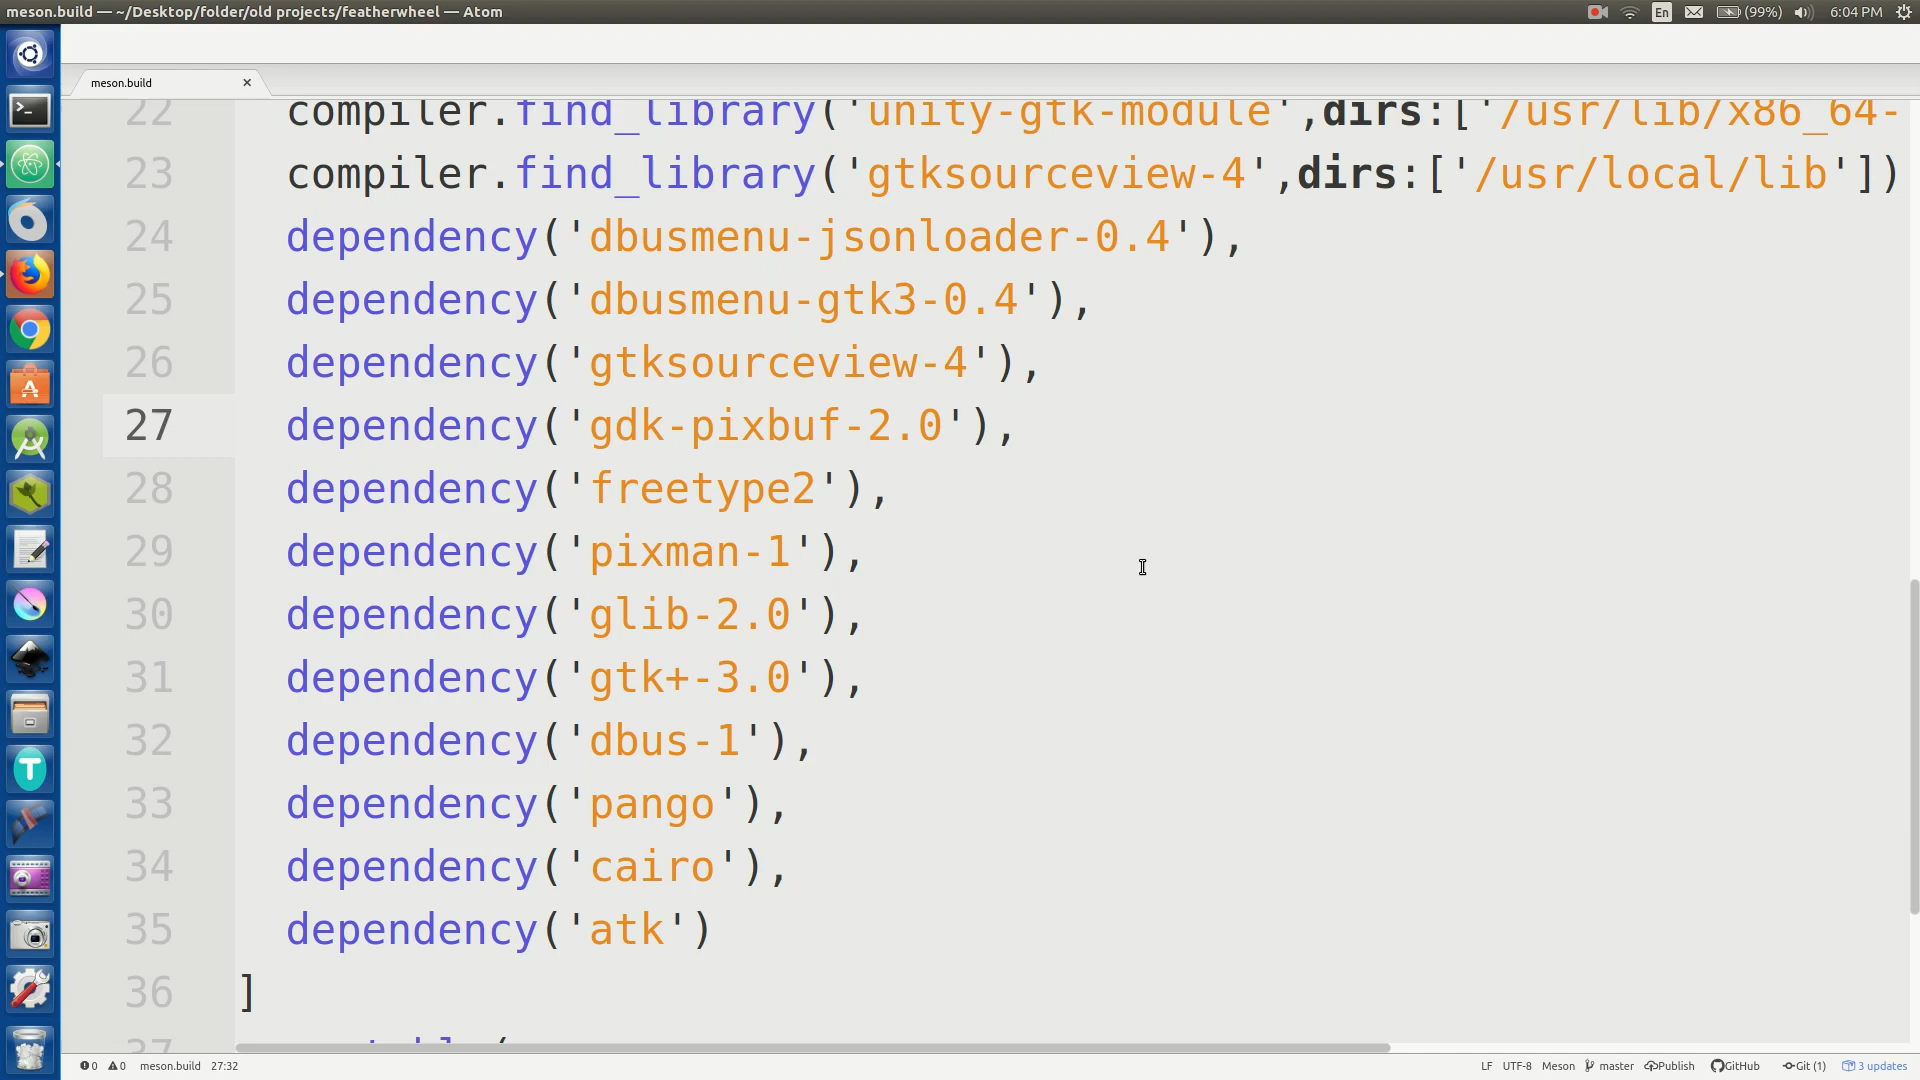 meson.build — ~/Desktop/folder/old projects/featherwheel — Atom
En (99%) 6:04 PM
meson.build ×
22 compiler.find_library('unity-gtk-module',dirs:['/usr/lib/x86_64-
23 compiler.find_library('gtksourceview-4',dirs:['/usr/local/lib'])
24 dependency('dbusmenu-jsonloader-0.4'),
25 dependency('dbusmenu-gtk3-0.4'),
26 dependency('gtksourceview-4'),
27 dependency('gdk-pixbuf-2.0'),
28 dependency('freetype2'),
29 dependency('pixman-1'),
30 dependency('glib-2.0'),
31 dependency('gtk+-3.0'),
32 dependency('dbus-1'),
33 dependency('pango'),
34 dependency('cairo'),
35 dependency('atk')
36 ]
37
0 0 meson.build 27:32 LF UTF-8 Meson master Publish GitHub Git (1) 3 updates